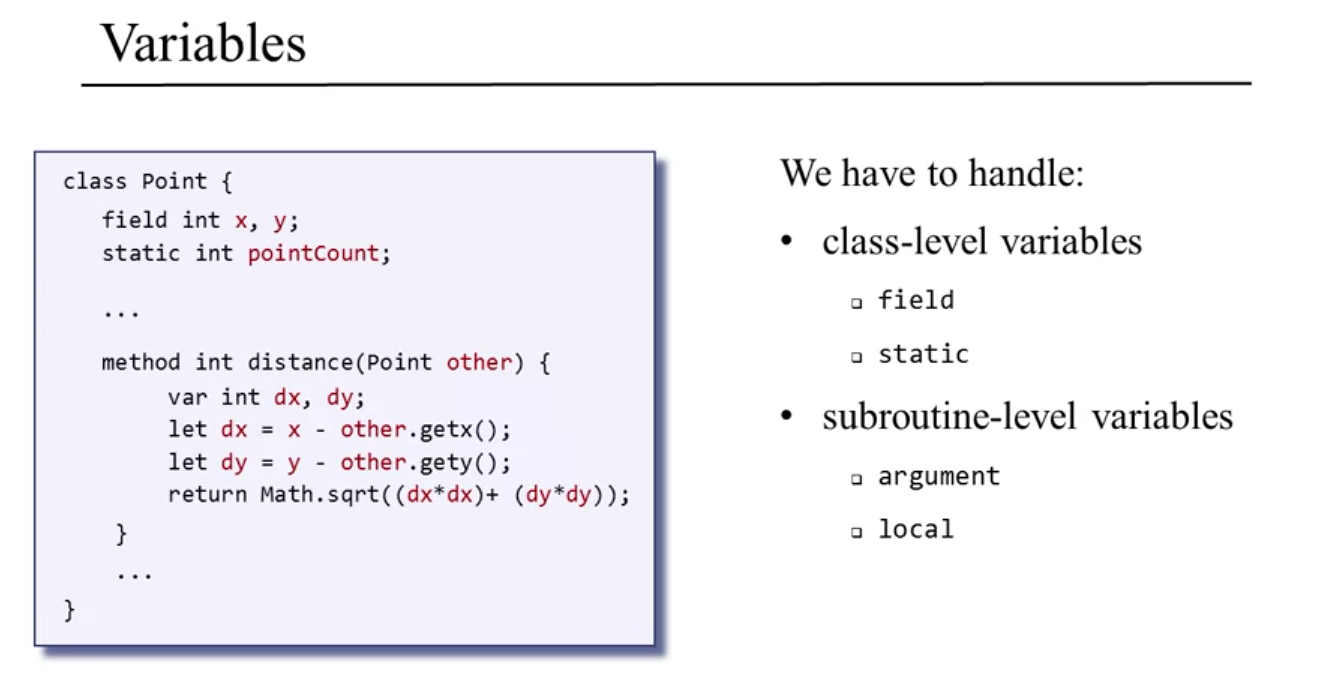 Variables
class Point {
field int x, y;
static int pointCount;
...
method int distance(Point other) {
var int dx, dy;
let dx = x - other.getx();
let dy = y - other.gety();
return Math.sqrt((dx*dx)+ (dy*dy));
}
...
}
We have to handle:
• class-level variables
❑ field
❑ static
• subroutine-level variables
❑ argument
❑ local